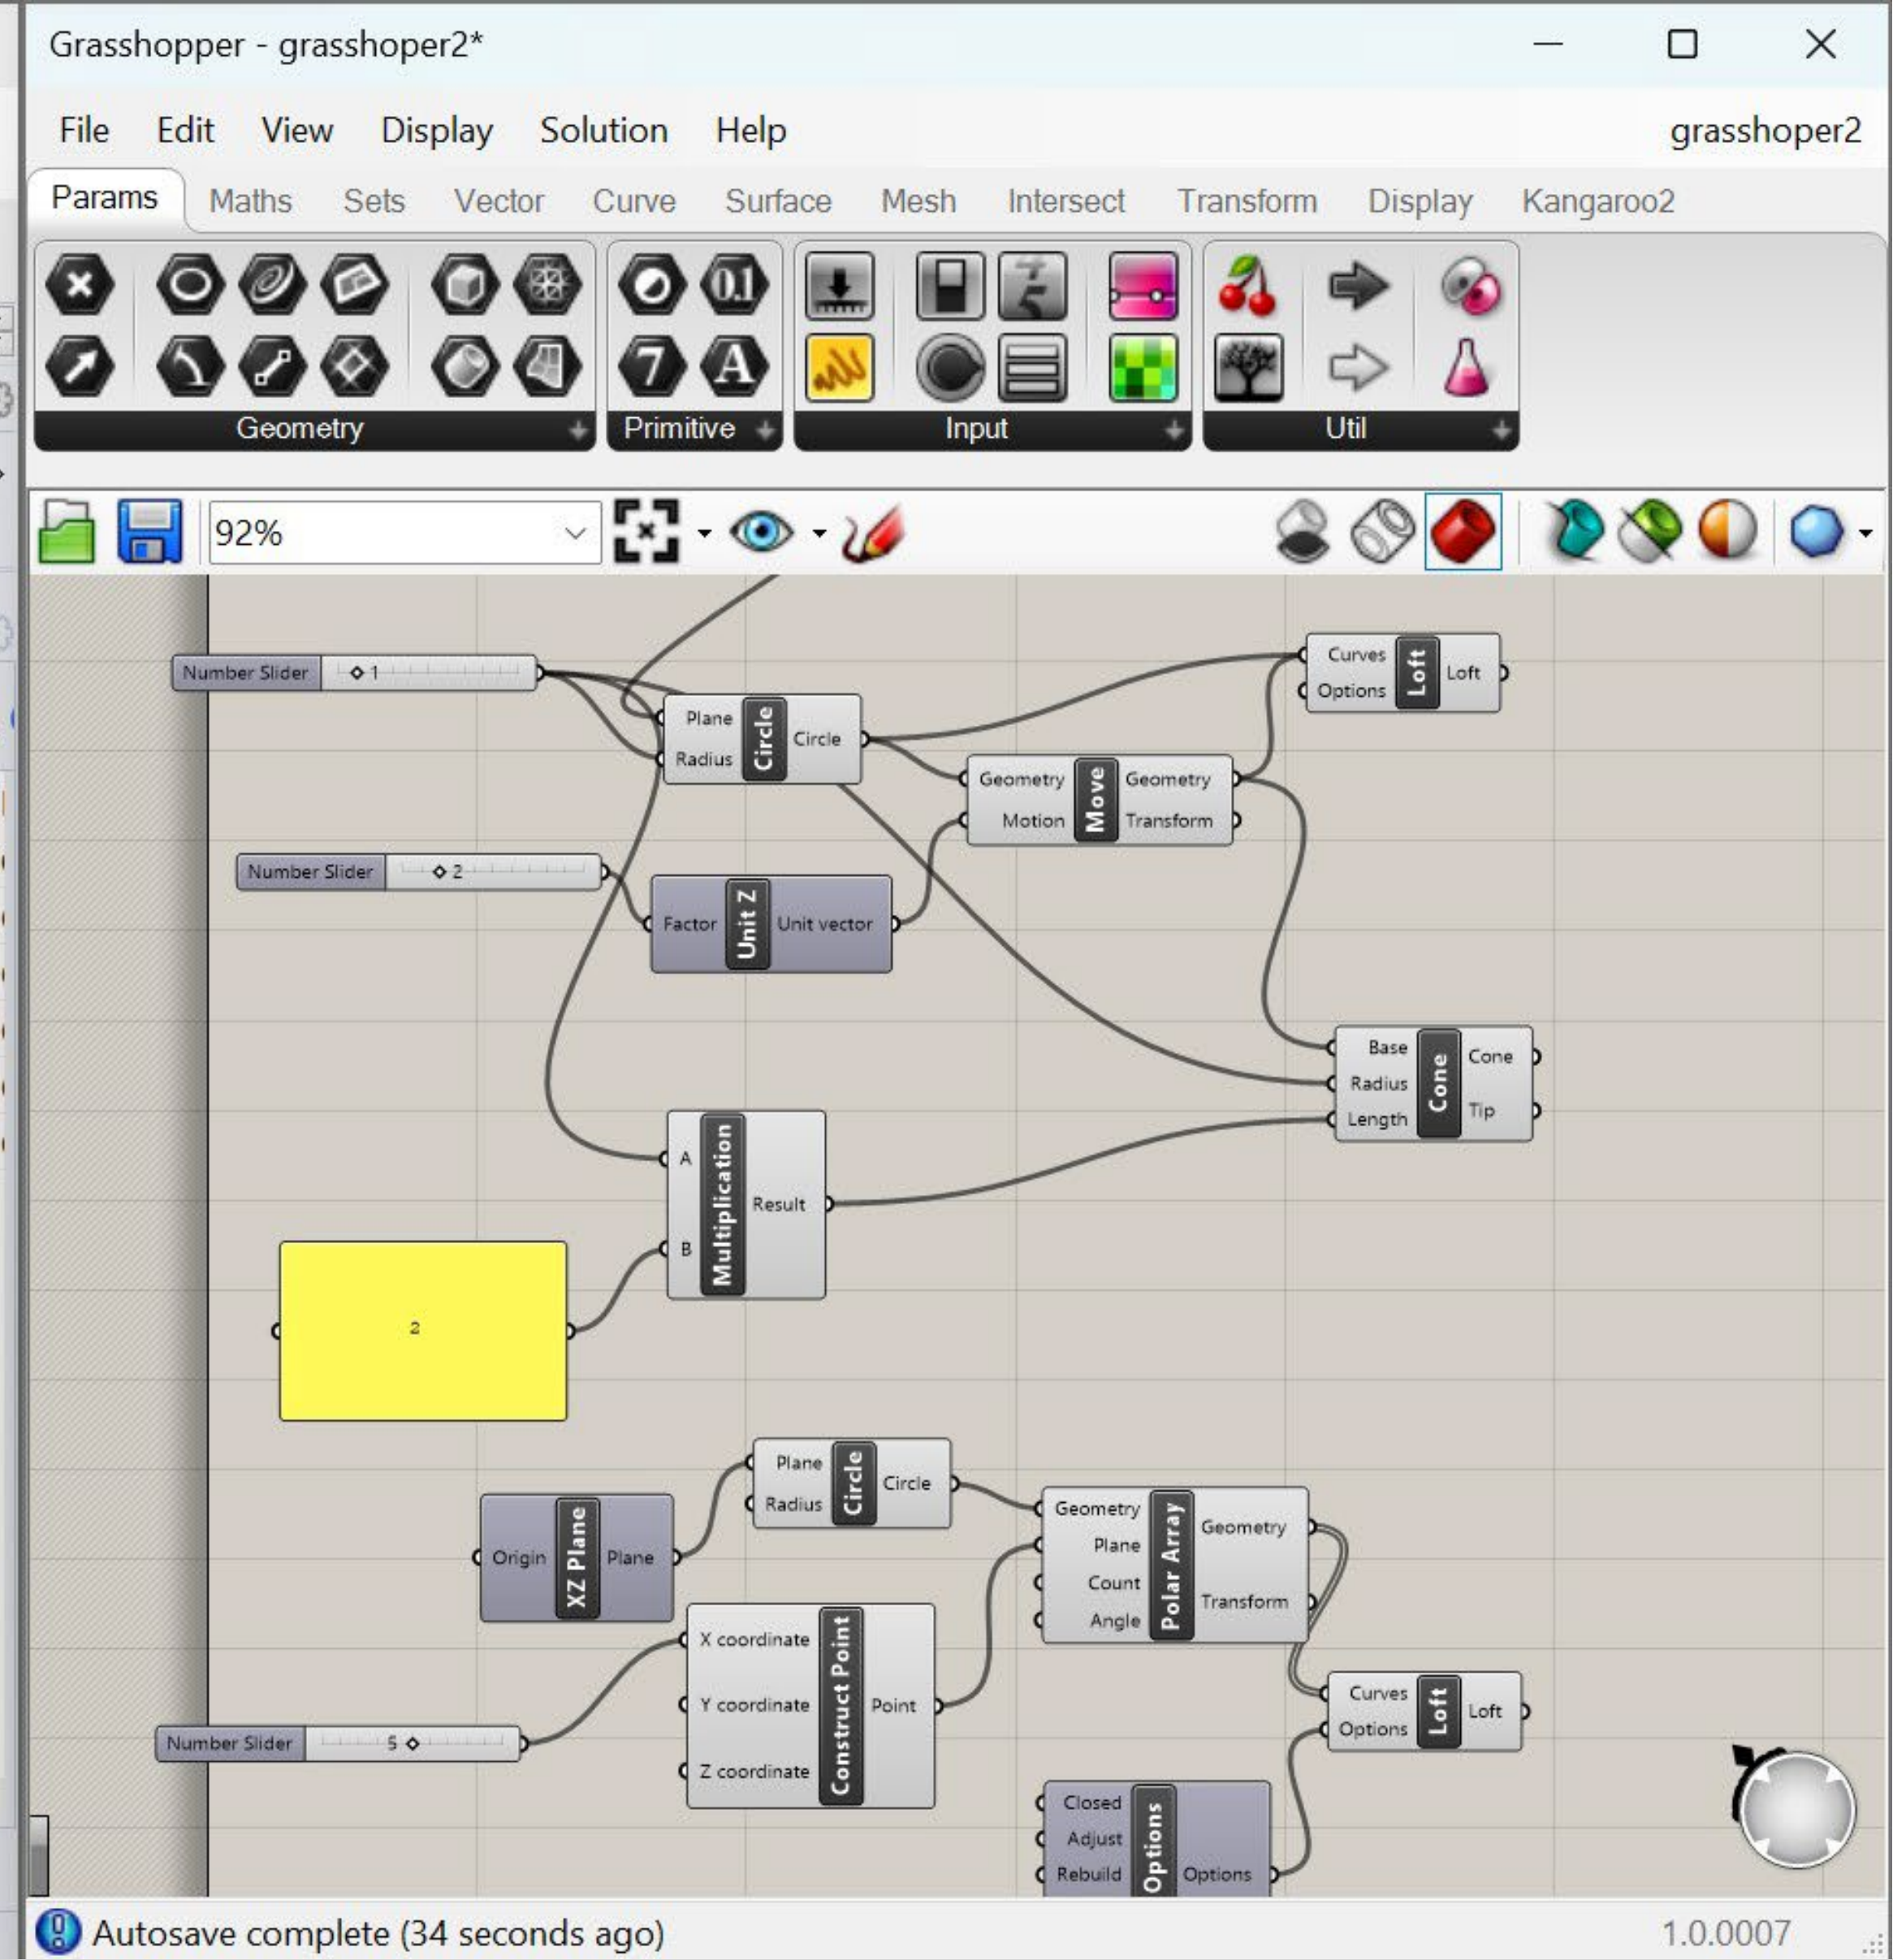 Grasshopper - grasshoper2*
File Edit View Display Solution Help grasshoper2
Params Maths Sets Vector Curve Surface Mesh Intersect Transform Display Kangaroo2
0.1
4
5
7 A
Geometry Primitive Input Util
92%
Number Slider 1
Plane
Radius
Circle
Circle
Curves
Options
Loft
Loft
Geometry
Motion
Move
Geometry
Transform
Number Slider 2
Factor
Unit Z
Unit vector
Base
Radius
Length
Cone
Cone
Tip
A
B
Multiplication
Result
2
Plane
Radius
Circle
Circle
Origin
XZ Plane
Plane
Geometry
Plane
Count
Angle
Polar Array
Geometry
Transform
X coordinate
Y coordinate
Z coordinate
Construct Point
Point
Number Slider 5
Curves
Options
Loft
Loft
Closed
Adjust
Rebuild
Options
Options
Autosave complete (34 seconds ago) 1.0.0007